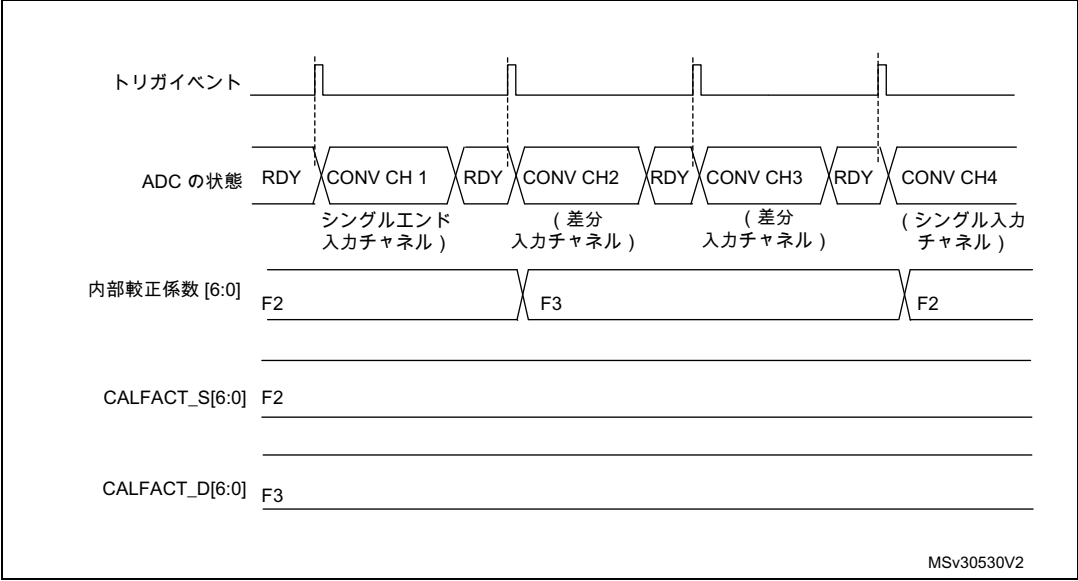 トリガイベント
ADC の状態 RDY CONV CH 1 RDY CONV CH2 RDY CONV CH3 RDY CONV CH4
シングルエンド
入力チャネル )
( 差分
入力チャネル )
( 差分
入力チャネル )
( シングル入力
チャネル )
内部較正係数 [6:0] F2 F3 F2
CALFACT_S[6:0] F2
CALFACT_D[6:0] F3
MSv30530V2